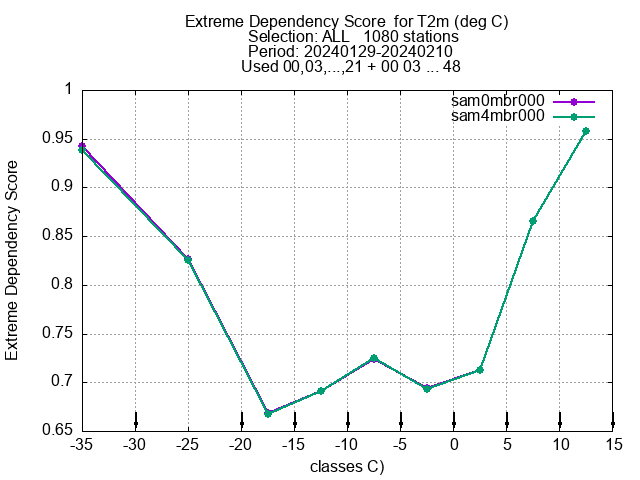 Extreme Dependency Score  for T2m (deg C)
Selection: ALL   1080 stations
Period: 20240129-20240210
Used 00,03,...,21 + 00 03 ... 48
sam0mbr000
sam4mbr000
Extreme Dependency Score
1
0.95
0.9
0.85
0.8
0.75
0.7
0.65
-35 -30 -25 -20 -15 -10 -5 0 5 10 15
classes C)